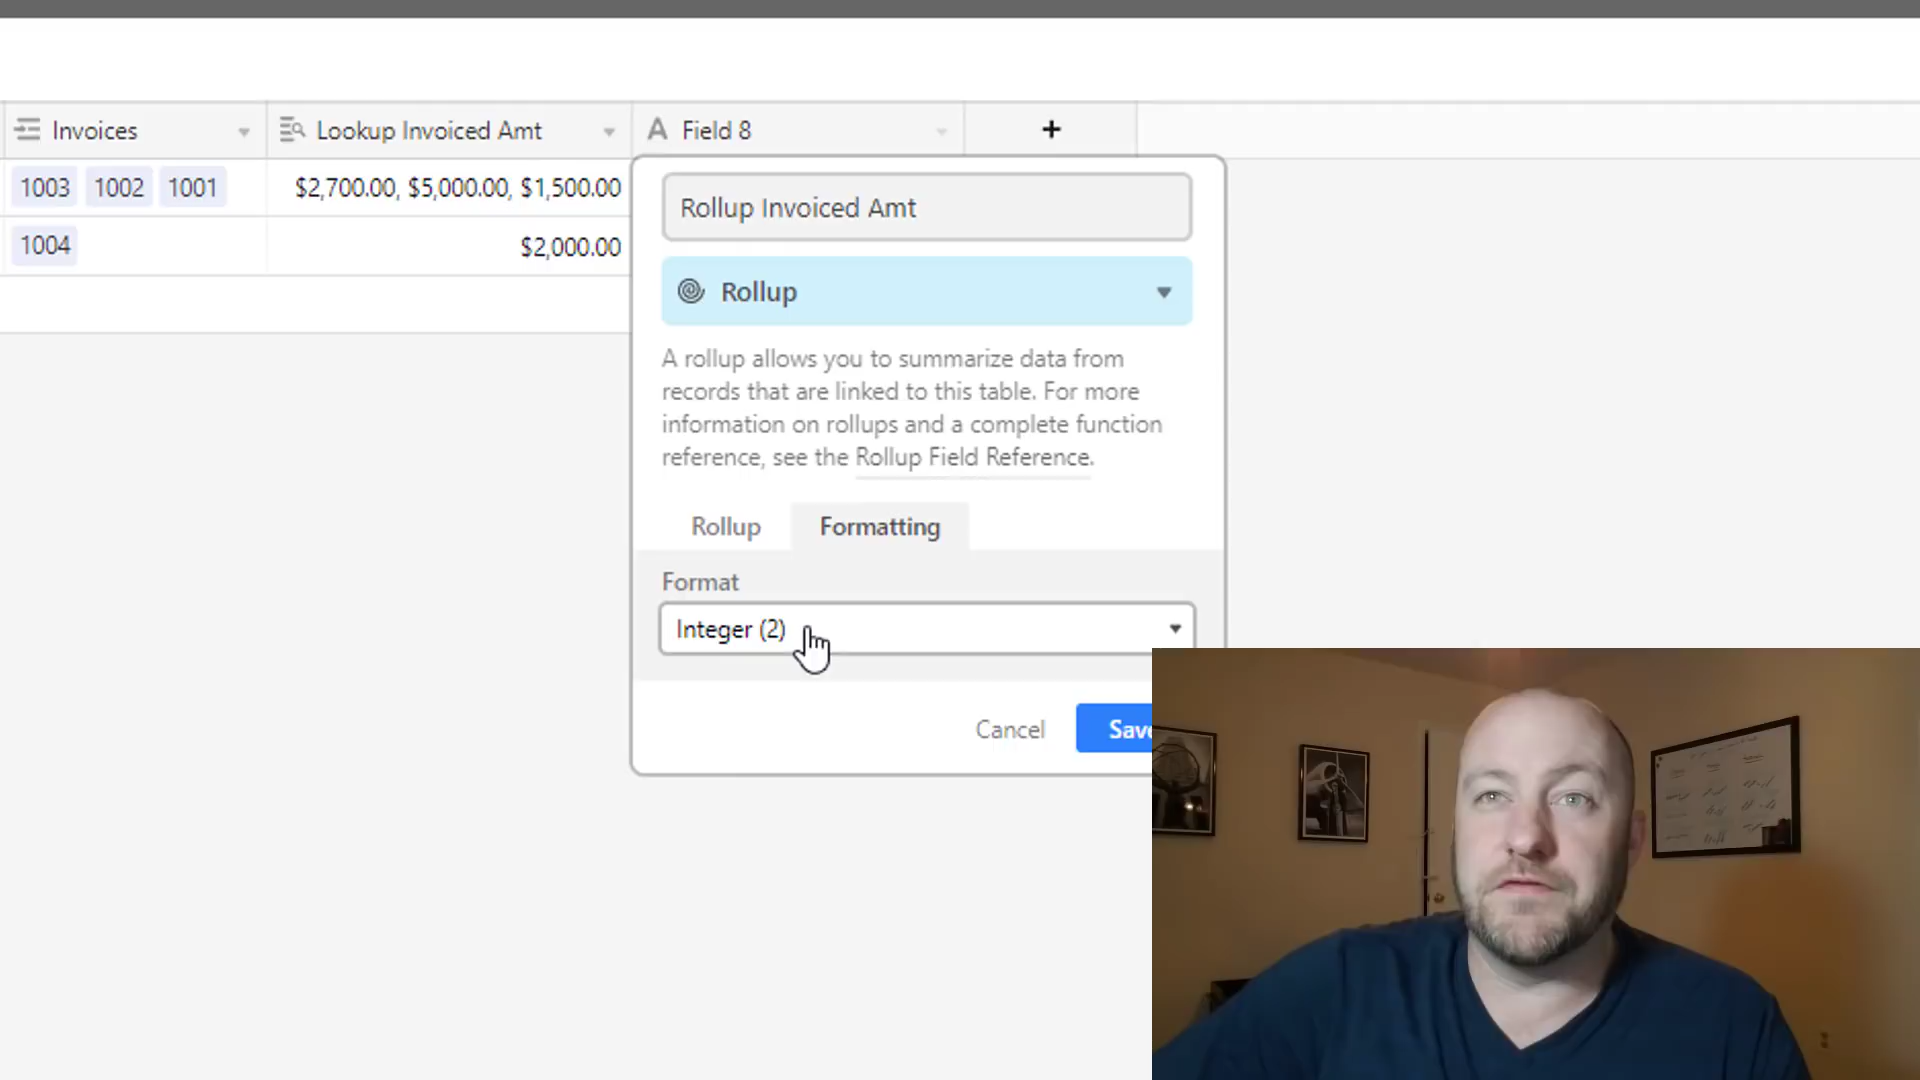 Invoices
Lookup Invoiced Amt
Field 8
+
1003 1002 1001
$2,700.00, $5,000.00, $1,500.00
1004
$2,000.00
Rollup Invoiced Amt
Rollup
A rollup allows you to summarize data from
records that are linked to this table. For more
information on rollups and a complete function
reference, see the Rollup Field Reference.
Rollup
Formatting
Format
Integer (2)
Cancel
Save